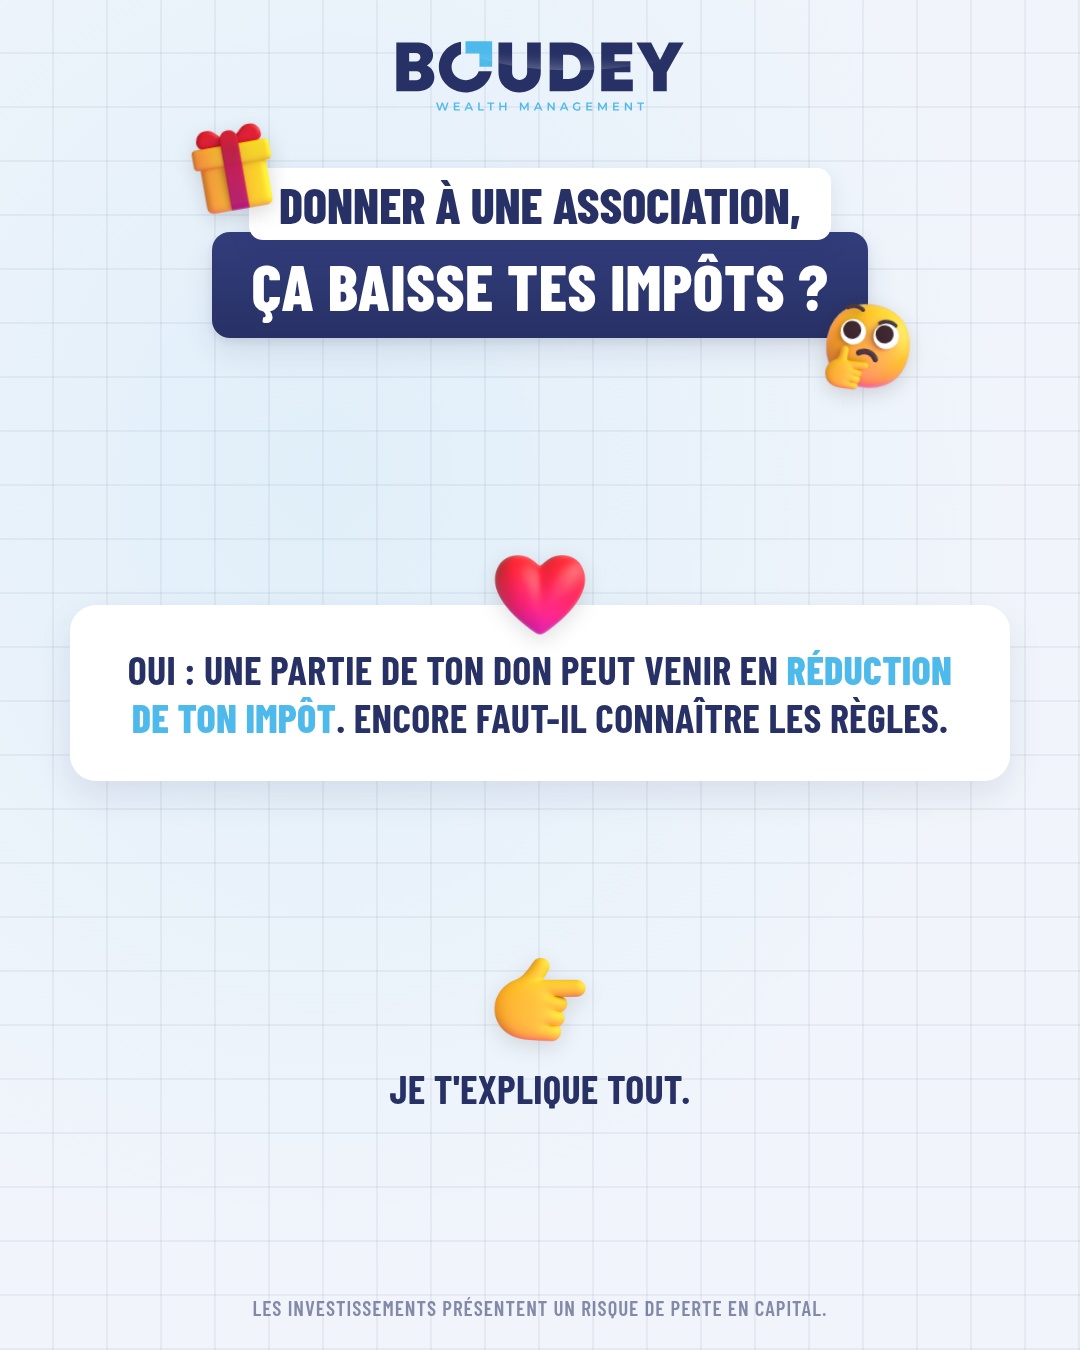 BOUDEY
WEALTH MANAGEMENT
DONNER À UNE ASSOCIATION,
ÇA BAISSE TES IMPÔTS ?
OUI : UNE PARTIE DE TON DON PEUT VENIR EN RÉDUCTION
DE TON IMPÔT. ENCORE FAUT-IL CONNAÎTRE LES RÈGLES.
JE T'EXPLIQUE TOUT.
LES INVESTISSEMENTS PRÉSENTENT UN RISQUE DE PERTE EN CAPITAL.